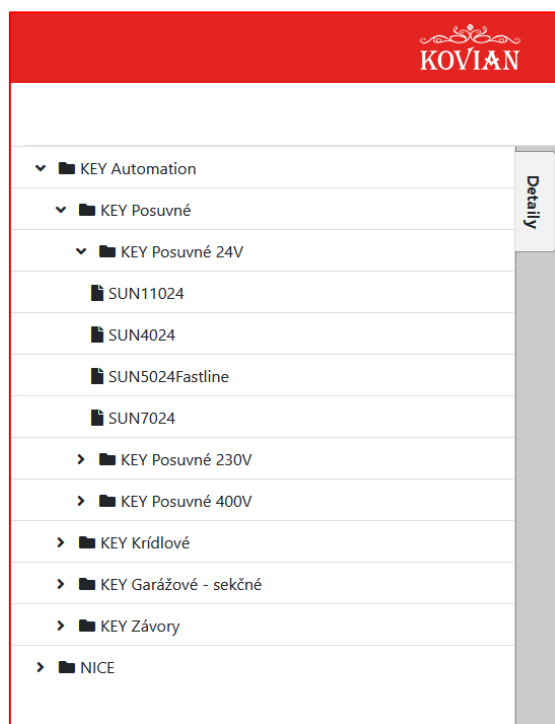 KOVIAN
Detaily
KEY Automation
KEY Posuvné
KEY Posuvné 24V
SUN11024
SUN4024
SUN5024Fastline
SUN7024
KEY Posuvné 230V
KEY Posuvné 400V
KEY Krídlové
KEY Garážové - sekčné
KEY Závory
NICE